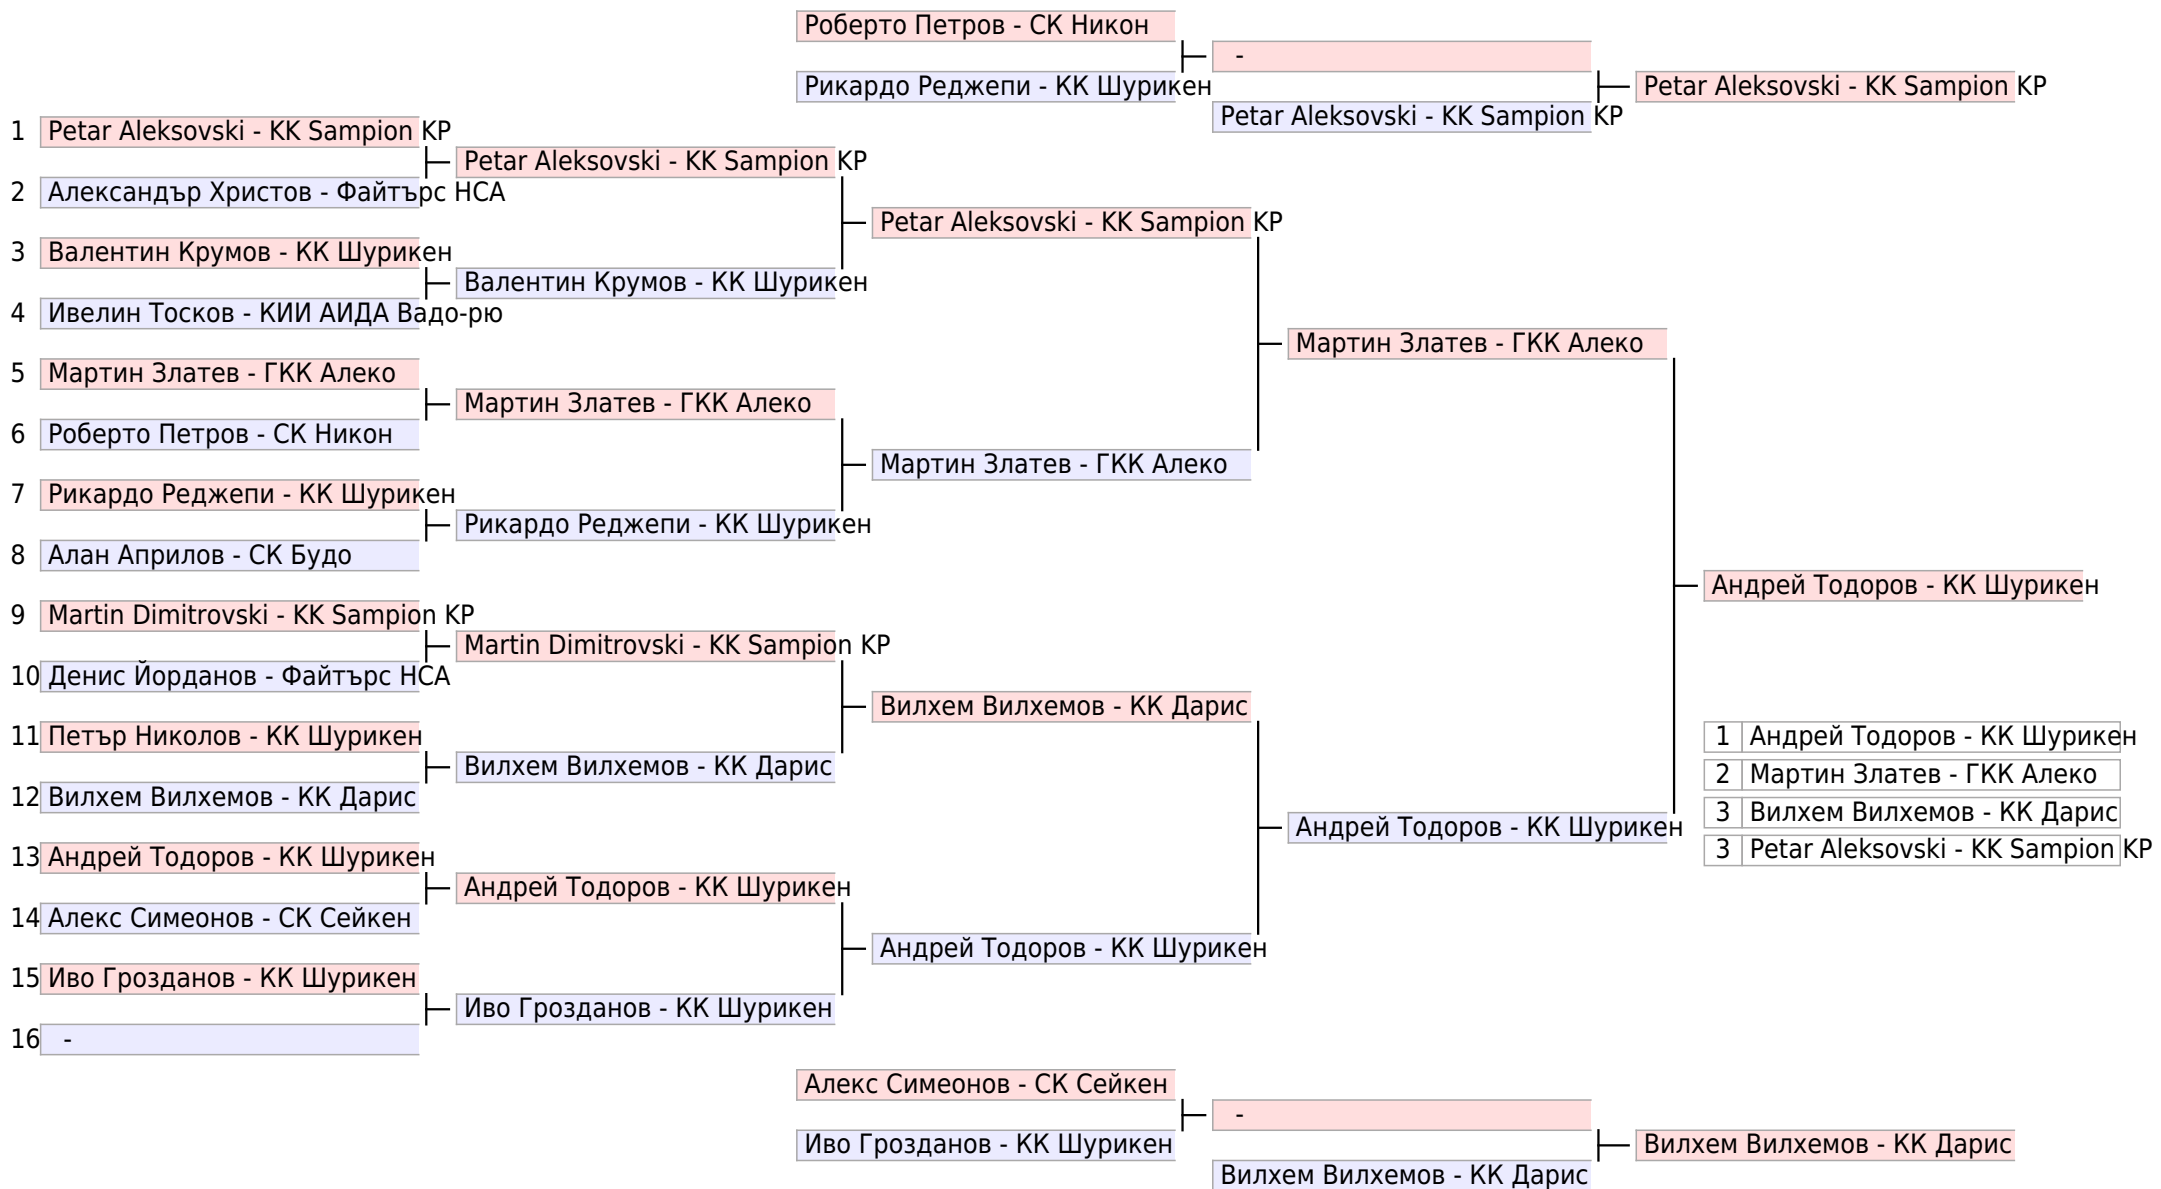 Роберто Петров - СК Никон
-
Рикардо Реджепи - КК Шурикен
Petar Aleksovski - KK Sampion KP
Petar Aleksovski - KK Sampion KP
1 Petar Aleksovski - KK Sampion KP
Petar Aleksovski - KK Sampion KP
2 Александър Христов - Файтърс НСА
Petar Aleksovski - KK Sampion KP
3 Валентин Крумов - КК Шурикен
Валентин Крумов - КК Шурикен
4 Ивелин Тосков - КИИ АИДА Вадо-рю
Мартин Златев - ГКК Алеко
5 Мартин Златев - ГКК Алеко
Мартин Златев - ГКК Алеко
6 Роберто Петров - СК Никон
Мартин Златев - ГКК Алеко
7 Рикардо Реджепи - КК Шурикен
Рикардо Реджепи - КК Шурикен
8 Алан Априлов - СК Будо
Андрей Тодоров - КК Шурикен
9 Martin Dimitrovski - KK Sampion KP
Martin Dimitrovski - KK Sampion KP
10 Денис Йорданов - Файтърс НСА
Вилхем Вилхемов - КК Дарис
11 Петър Николов - КК Шурикен
1 Андрей Тодоров - КК Шурикен
Вилхем Вилхемов - КК Дарис
2 Мартин Златев - ГКК Алеко
12 Вилхем Вилхемов - КК Дарис
3 Вилхем Вилхемов - КК Дарис
Андрей Тодоров - КК Шурикен
3 Petar Aleksovski - KK Sampion KP
13 Андрей Тодоров - КК Шурикен
Андрей Тодоров - КК Шурикен
14 Алекс Симеонов - СК Сейкен
Андрей Тодоров - КК Шурикен
15 Иво Грозданов - КК Шурикен
Иво Грозданов - КК Шурикен
16 -
Алекс Симеонов - СК Сейкен
-
Иво Грозданов - КК Шурикен
Вилхем Вилхемов - КК Дарис
Вилхем Вилхемов - КК Дарис